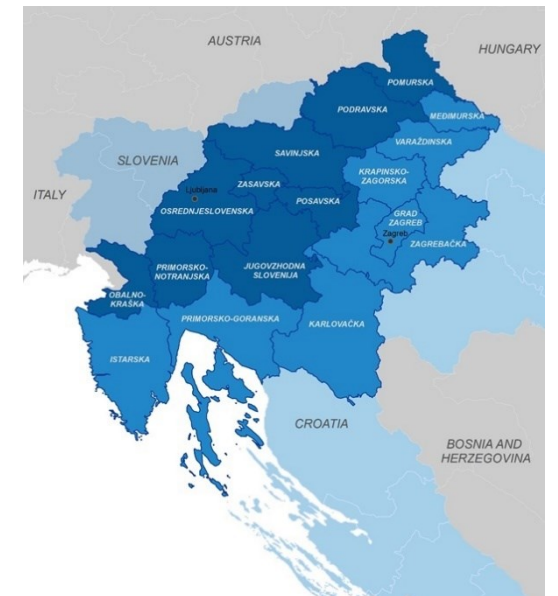 AUSTRIA
HUNGARY
POMURSKA
PODRAVSKA
MEĐIMURSKA
VARAŽDINSKA
SAVINJSKA
SLOVENIA
KRAPINSKO-
ZAGORSKA
ZASAVSKA
Ljubljana
ITALY
POSAVSKA
OSREDNJESLOVENSKA
GRAD
ZAGREB
Zagreb
ZAGREBAČKA
PRIMORSKO-
NOTRANJSKA
JUGOVZHODNA
SLOVENIJA
OBALNO-
KRAŠKA
PRIMORSKO-GORANSKA
KARLOVAČKA
ISTARSKA
CROATIA
BOSNIA AND
HERZEGOVINA